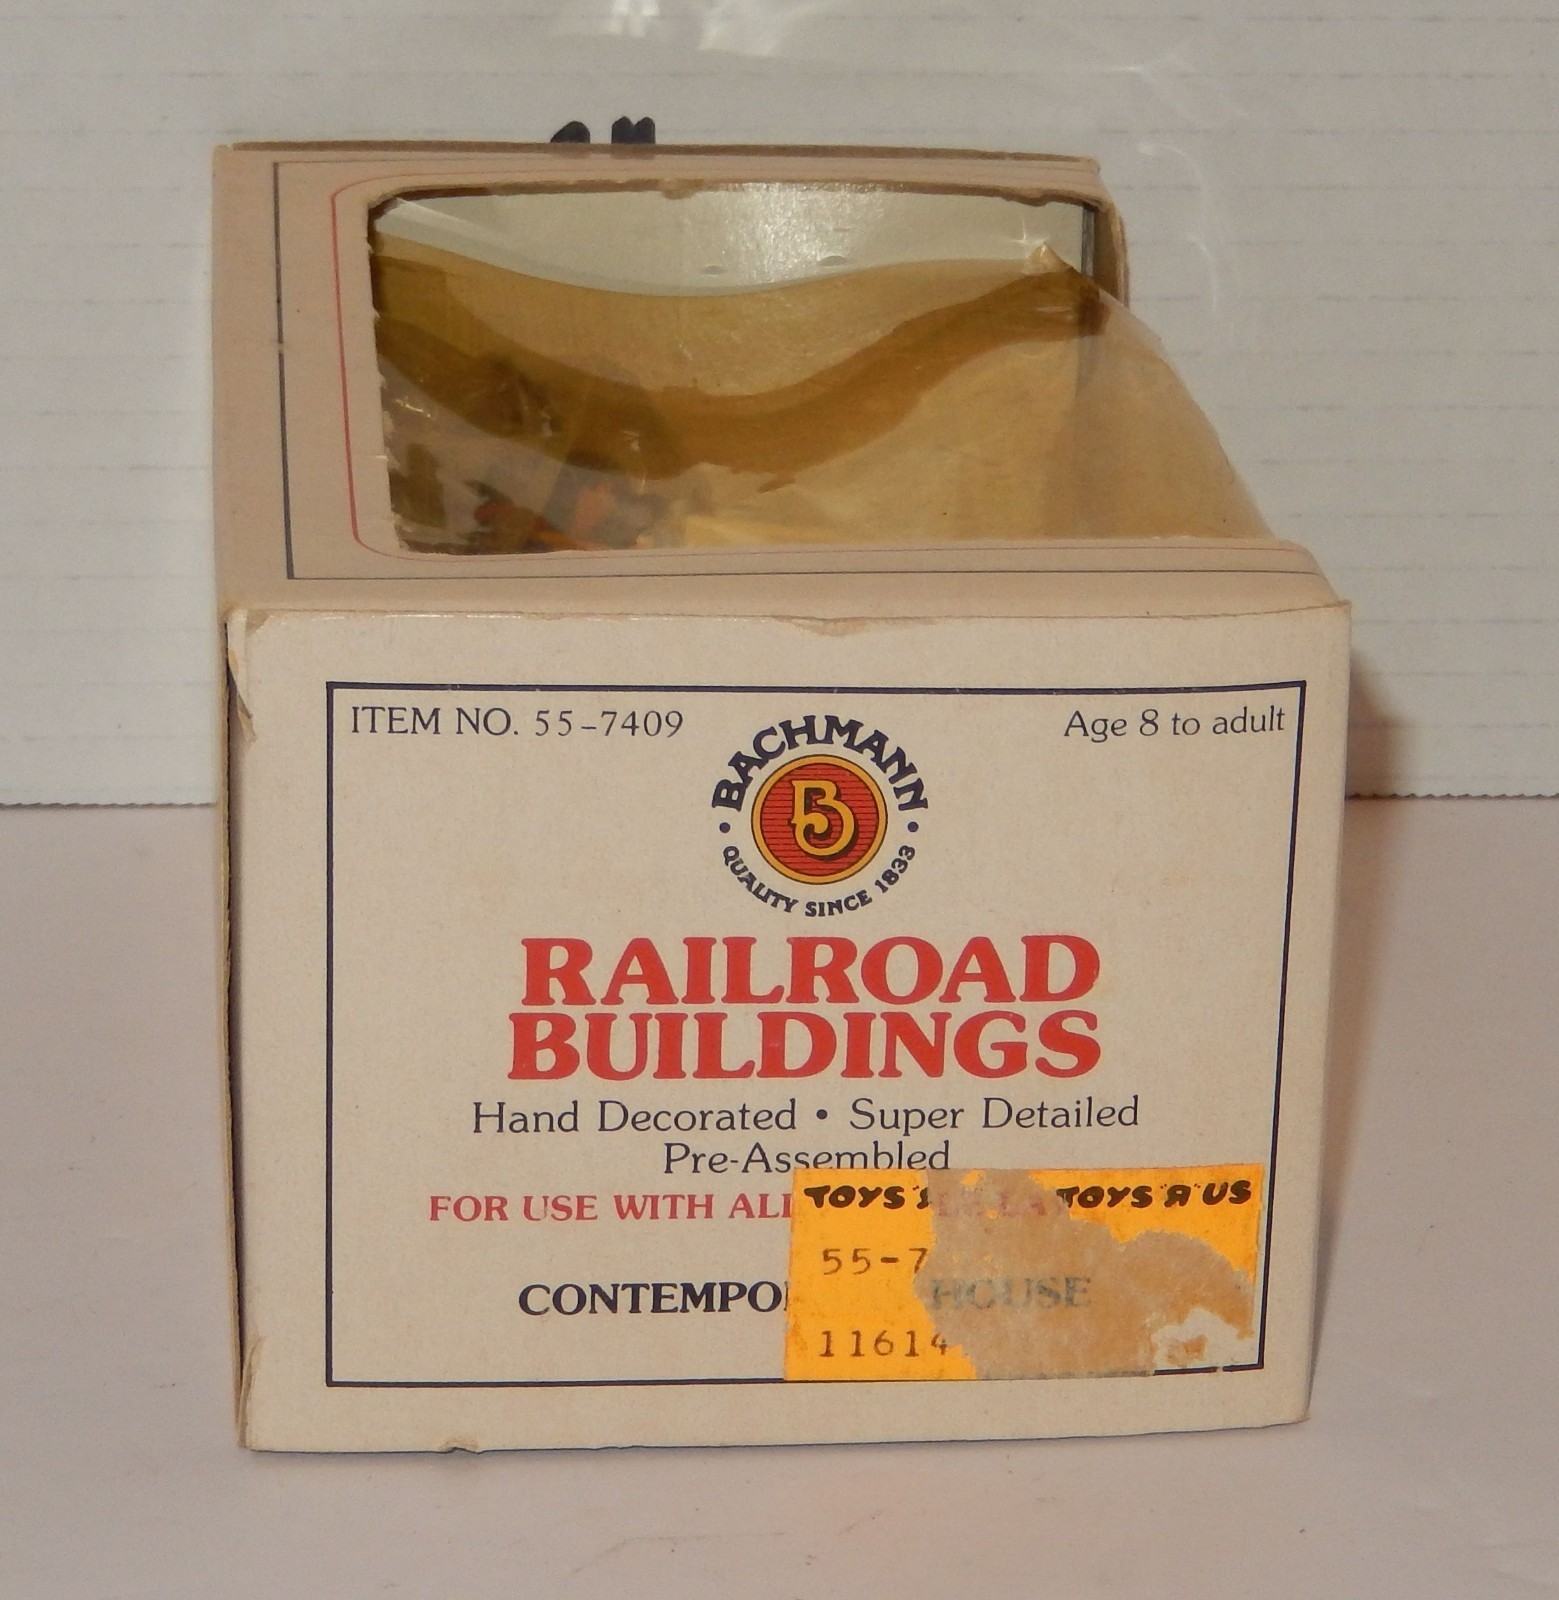 ITEM NO. 55-7409
Age 8 to adult
BACHMANN
B
• QUALITY SINCE 1833 •
RAILROAD
BUILDINGS
Hand Decorated • Super Detailed
Pre-Assembled
FOR USE WITH ALL
TOYS TOYS "R" US
55-7
CONTEMPO HOUSE
11614